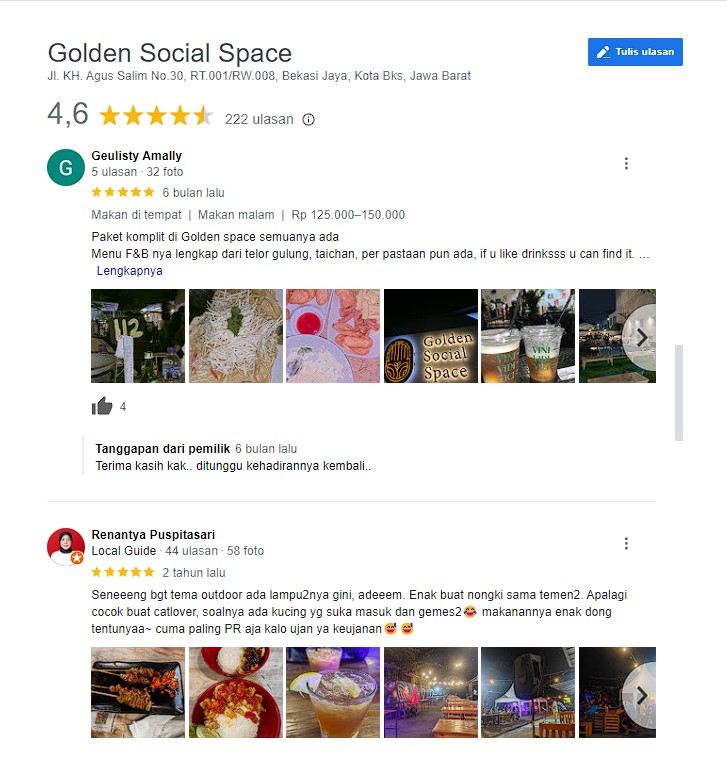 Golden Social Space
Tulis ulasan
Jl. KH. Agus Salim No.30, RT.001/RW.008, Bekasi Jaya, Kota Bks, Jawa Barat
4,6 222 ulasan
G
Geulisty Amally
5 ulasan · 32 foto
6 bulan lalu
Makan di tempat | Makan malam | Rp 125.000–150.000
Paket komplit di Golden space semuanya ada
Menu F&B nya lengkap dari telor gulung, taichan, per pastaan pun ada, if u like drinksss u can find it. …
Lengkapnya
112
Golden
Social
Space
VINI
VIDI
VICI
4
Tanggapan dari pemilik 6 bulan lalu
Terima kasih kak.. ditunggu kehadirannya kembali..
Renantya Puspitasari
Local Guide · 44 ulasan · 58 foto
2 tahun lalu
Seneeeng bgt tema outdoor ada lampu2nya gini, adeeem. Enak buat nongki sama temen2. Apalagi
cocok buat catlover, soalnya ada kucing yg suka masuk dan gemes2😂 makanannya enak dong
tentunyaa~ cuma paling PR aja kalo ujan ya keujanan😅 😅